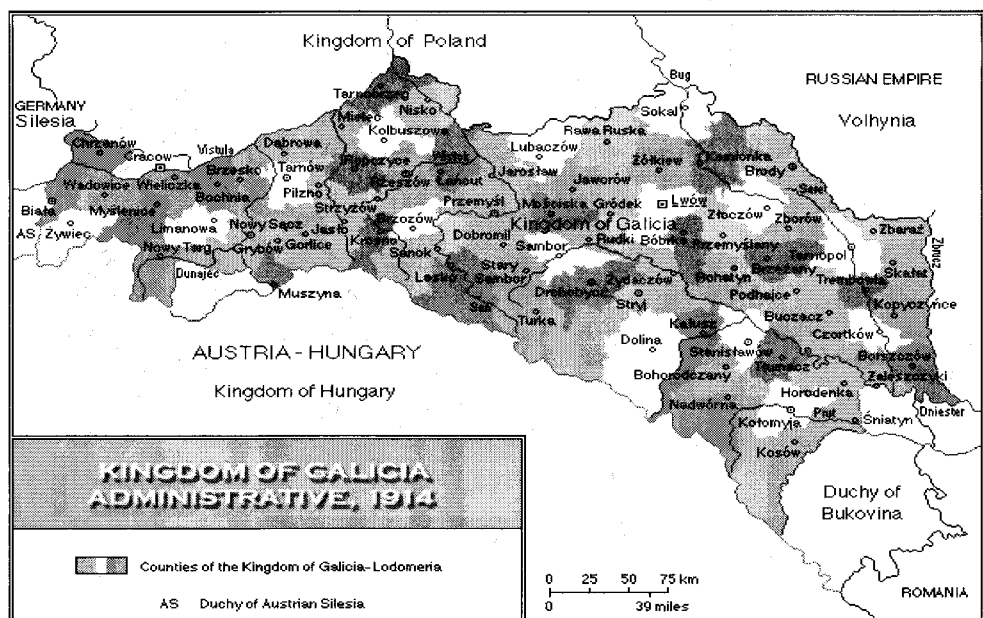 Kingdom of Poland
Bug
RUSSIAN EMPIRE
Volhynia
GERMANY
Silesia
Tarnobrzeg
Nisko
Mielec
Kolbuszowa
Sokal
Rawa Ruska
Lubaczów
Chrzanów
Cracow
Vistula
Dąbrowa
Ropczyce
Żółkiew
Kamionka
Brody
Wadowice
Wieliczka
Brzesko
Tarnów
Rzeszów
Łańcut
Jarosław
Jaworów
Biała
Myślenice
Bochnia
Pilzno
Strzyżów
Przemyśl
Mościska
Gródek
Lwów
Złoczów
Zborów
Seret
AS
Żywiec
Limanowa
Nowy Sącz
Jasło
Brzozów
Kingdom of Galicia
Zbaraż
Zbrucz
Nowy Targ
Grybów
Gorlice
Krosno
Sanok
Dobromil
Sambor
Rudki
Bóbrka
Przemyślany
Tarnopol
Dunajec
Muszyna
Lesko
Stary
Sambor
Drohobycz
Żydaczów
Rohatyn
Brzeżany
Trembowla
Skałat
San
Turka
Stryj
Podhajce
Kopyczyńce
Buczacz
Kałusz
Czortków
AUSTRIA-HUNGARY
Kingdom of Hungary
Dolina
Stanisławów
Tłumacz
Borszczów
Bohorodczany
Zaleszczyki
Nadwórna
Horodenka
Kołomyja
Prut
Śniatyn
Dniester
Kosów
Duchy of
Bukovina
ROMANIA
KINGDOM OF GALICIA
ADMINISTRATIVE, 1914
Counties of the Kingdom of Galicia-Lodomeria
AS Duchy of Austrian Silesia
0 25 50 75 km
0 39 miles